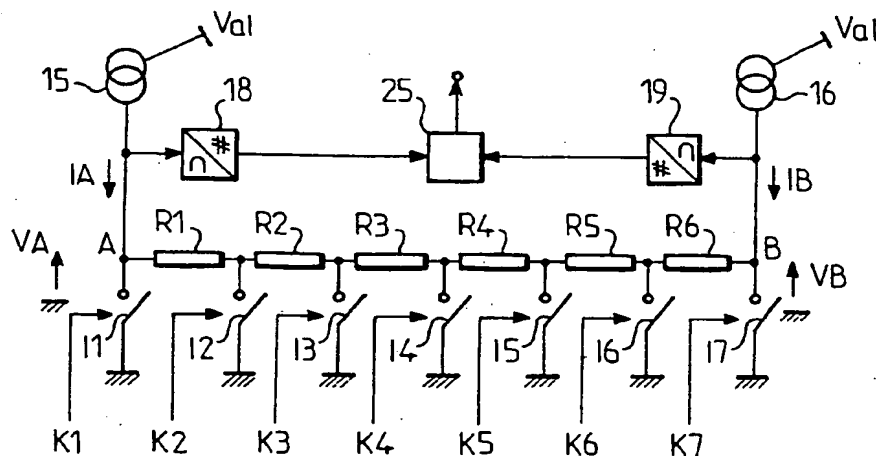 Val Val
15 18 25 19 16
# n n #
IA IB
R1 R2 R3 R4 R5 R6
VA A B VB
I1 I2 I3 I4 I5 I6 I7
K1 K2 K3 K4 K5 K6 K7